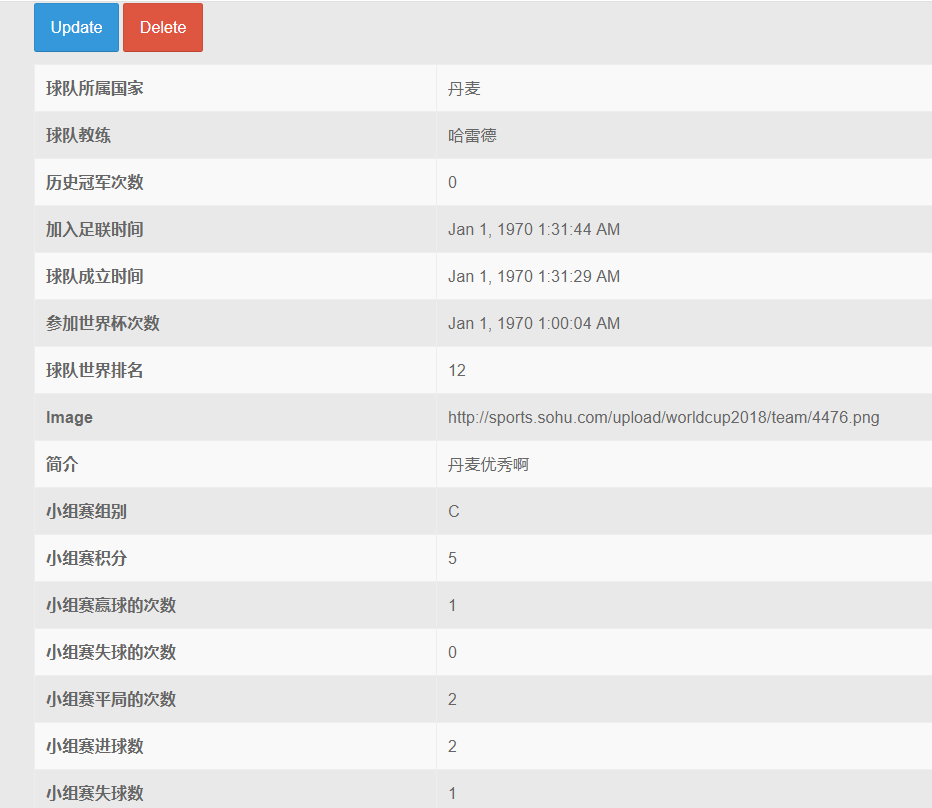 Update Delete
球队所属国家 丹麦
球队教练 哈雷德
历史冠军次数 0
加入足联时间 Jan 1, 1970 1:31:44 AM
球队成立时间 Jan 1, 1970 1:31:29 AM
参加世界杯次数 Jan 1, 1970 1:00:04 AM
球队世界排名 12
Image http://sports.sohu.com/upload/worldcup2018/team/4476.png
简介 丹麦优秀啊
小组赛组别 C
小组赛积分 5
小组赛赢球的次数 1
小组赛失球的次数 0
小组赛平局的次数 2
小组赛进球数 2
小组赛失球数 1